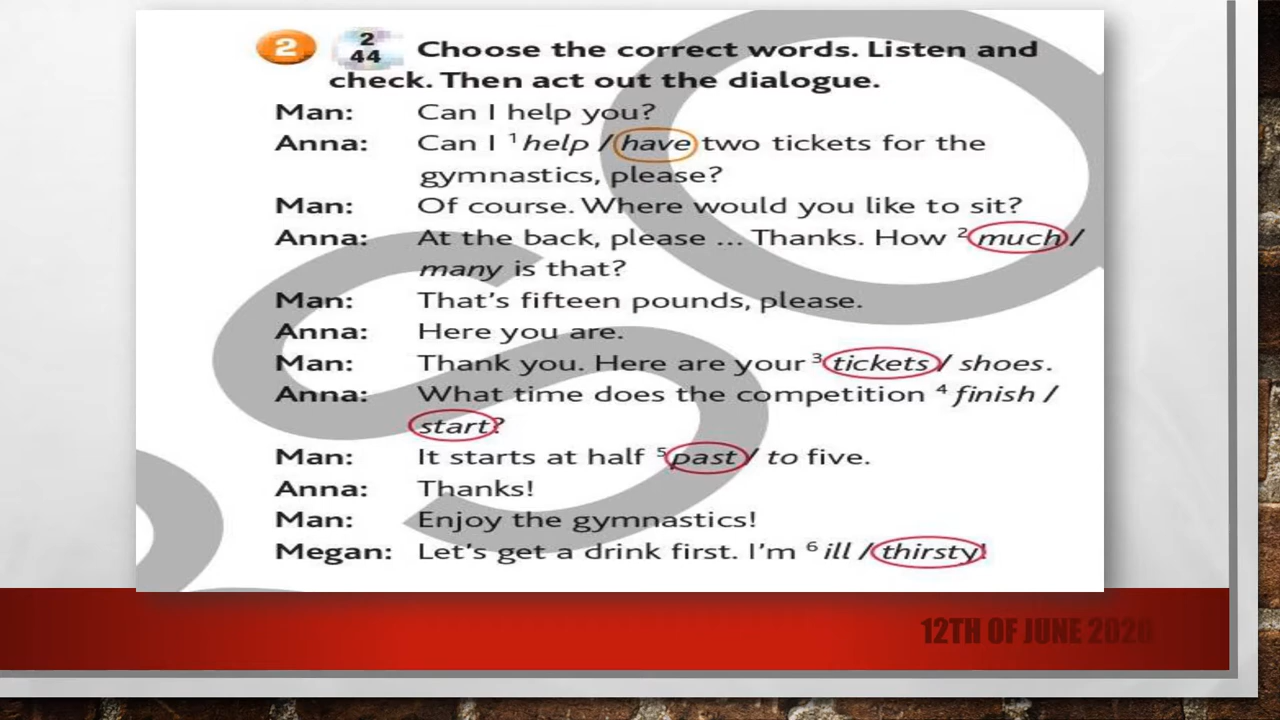 2 2 44 Choose the correct words. Listen and
check. Then act out the dialogue.
Man: Can I help you?
Anna: Can I ¹ help / have two tickets for the
gymnastics, please?
Man: Of course. Where would you like to sit?
Anna: At the back, please ... Thanks. How ² much /
many is that?
Man: That's fifteen pounds, please.
Anna: Here you are.
Man: Thank you. Here are your ³ tickets / shoes.
Anna: What time does the competition ⁴ finish /
start?
Man: It starts at half ⁵ past / to five.
Anna: Thanks!
Man: Enjoy the gymnastics!
Megan: Let's get a drink first. I'm ⁶ ill / thirsty!
12TH OF JUNE 2020